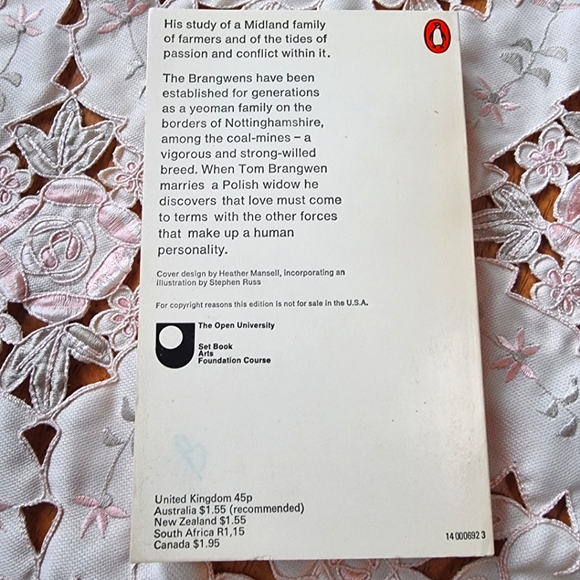 His study of a Midland family
of farmers and of the tides of
passion and conflict within it.
The Brangwens have been
established for generations
as a yeoman family on the
borders of Nottinghamshire,
among the coal-mines – a
vigorous and strong-willed
breed. When Tom Brangwen
marries a Polish widow he
discovers that love must come
to terms with the other forces
that make up a human
personality.
Cover design by Heather Mansell, incorporating an
illustration by Stephen Russ
For copyright reasons this edition is not for sale in the U.S.A.
The Open University
Set Book
Arts
Foundation Course
United Kingdom 45p
Australia $1.55 (recommended)
New Zealand $1.55
South Africa R1,15
Canada $1.95
14 000692 3